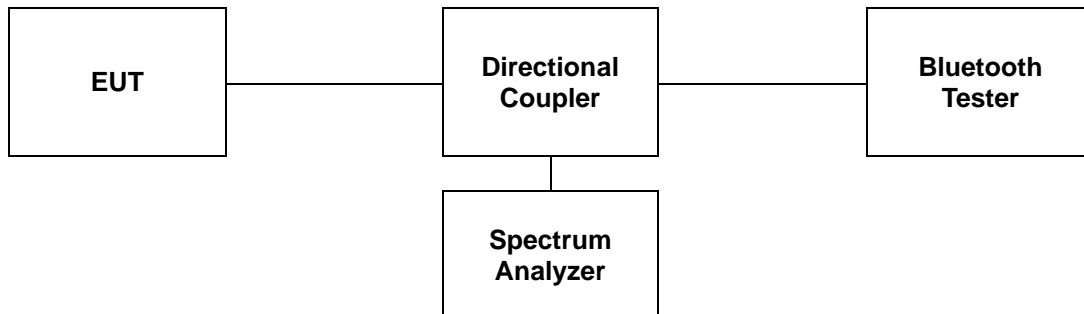 EUT
Directional
Coupler
Bluetooth
Tester
Spectrum
Analyzer